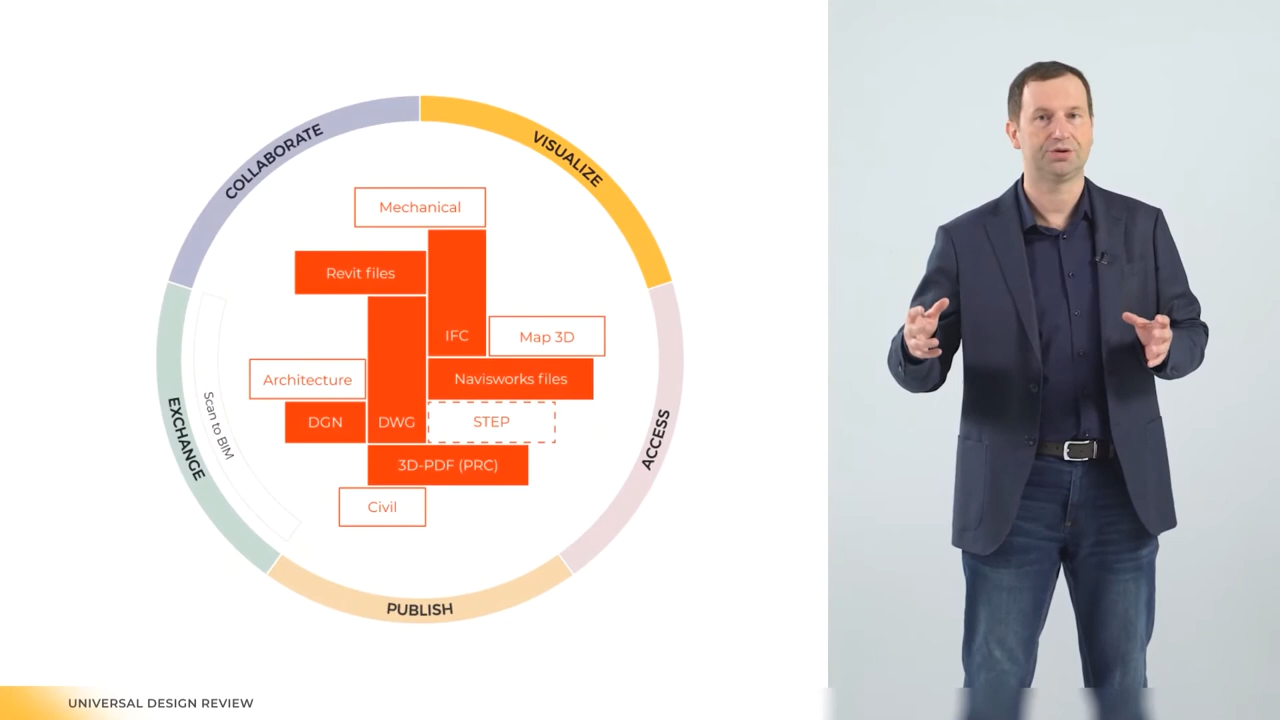 COLLABORATE
VISUALIZE
Mechanical
Revit files
IFC
Map 3D
Architecture
Navisworks files
DGN
DWG
STEP
3D-PDF (PRC)
Civil
Scan to BIM
EXCHANGE
ACCESS
PUBLISH
UNIVERSAL DESIGN REVIEW